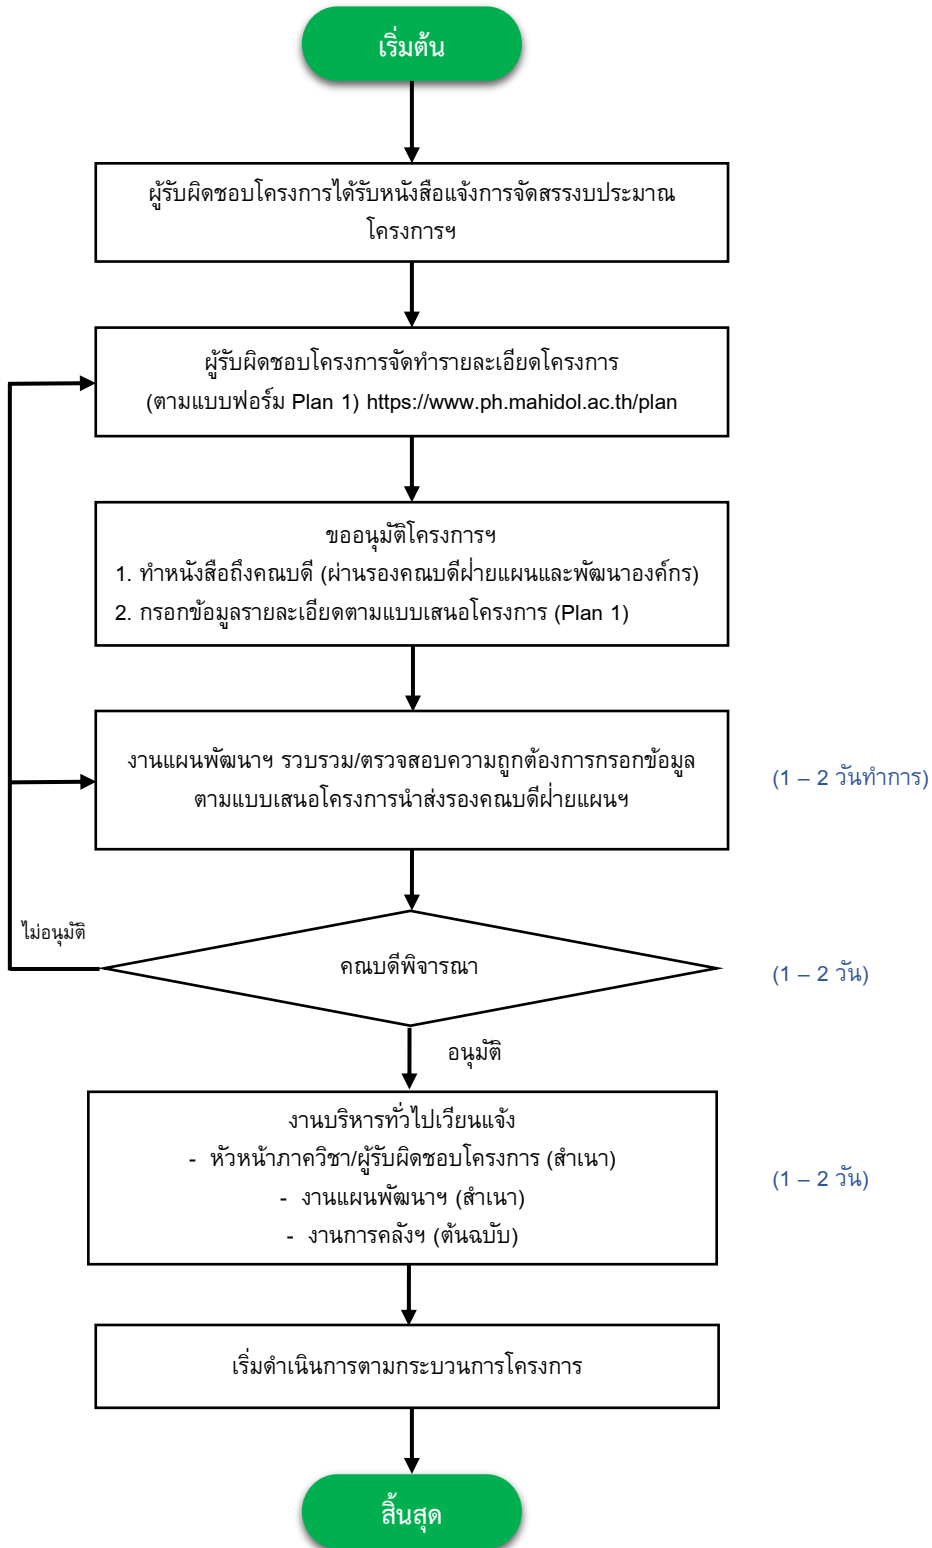 เริ่มต้น
ผู้รับผิดชอบโครงการได้รับหนังสือแจ้งการจัดสรรงบประมาณ
โครงการฯ
ผู้รับผิดชอบโครงการจัดทำรายละเอียดโครงการ
(ตามแบบฟอร์ม Plan 1) https://www.ph.mahidol.ac.th/plan
ขออนุมัติโครงการฯ
1. ทำหนังสือถึงคณบดี (ผ่านรองคณบดีฝ่ายแผนและพัฒนาองค์กร)
2. กรอกข้อมูลรายละเอียดตามแบบเสนอโครงการ (Plan 1)
งานแผนพัฒนาฯ รวบรวม/ตรวจสอบความถูกต้องการกรอกข้อมูล
ตามแบบเสนอโครงการนำส่งรองคณบดีฝ่ายแผนฯ
(1 – 2 วันทำการ)
ไม่อนุมัติ
คณบดีพิจารณา
(1 – 2 วัน)
อนุมัติ
งานบริหารทั่วไปเวียนแจ้ง
- หัวหน้าภาควิชา/ผู้รับผิดชอบโครงการ (สำเนา)
- งานแผนพัฒนาฯ (สำเนา)
- งานการคลังฯ (ต้นฉบับ)
(1 – 2 วัน)
เริ่มดำเนินการตามกระบวนการโครงการ
สิ้นสุด